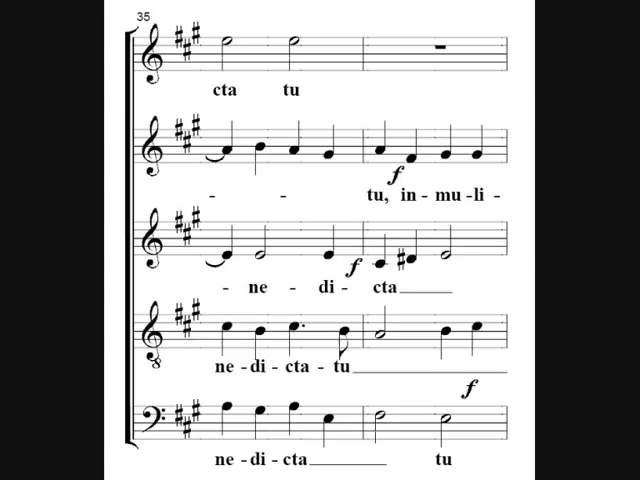 35
cta tu
f
- - tu, in - mu - li -
f
- ne - di - cta
ne - di - cta - tu
f
ne - di - cta tu